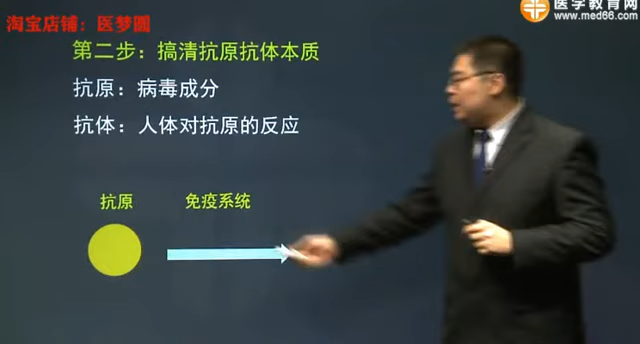 淘宝店铺：医梦圆
医学教育网
www.med66.com
第二步：搞清抗原抗体本质
抗原：病毒成分
抗体：人体对抗原的反应
抗原
免疫系统